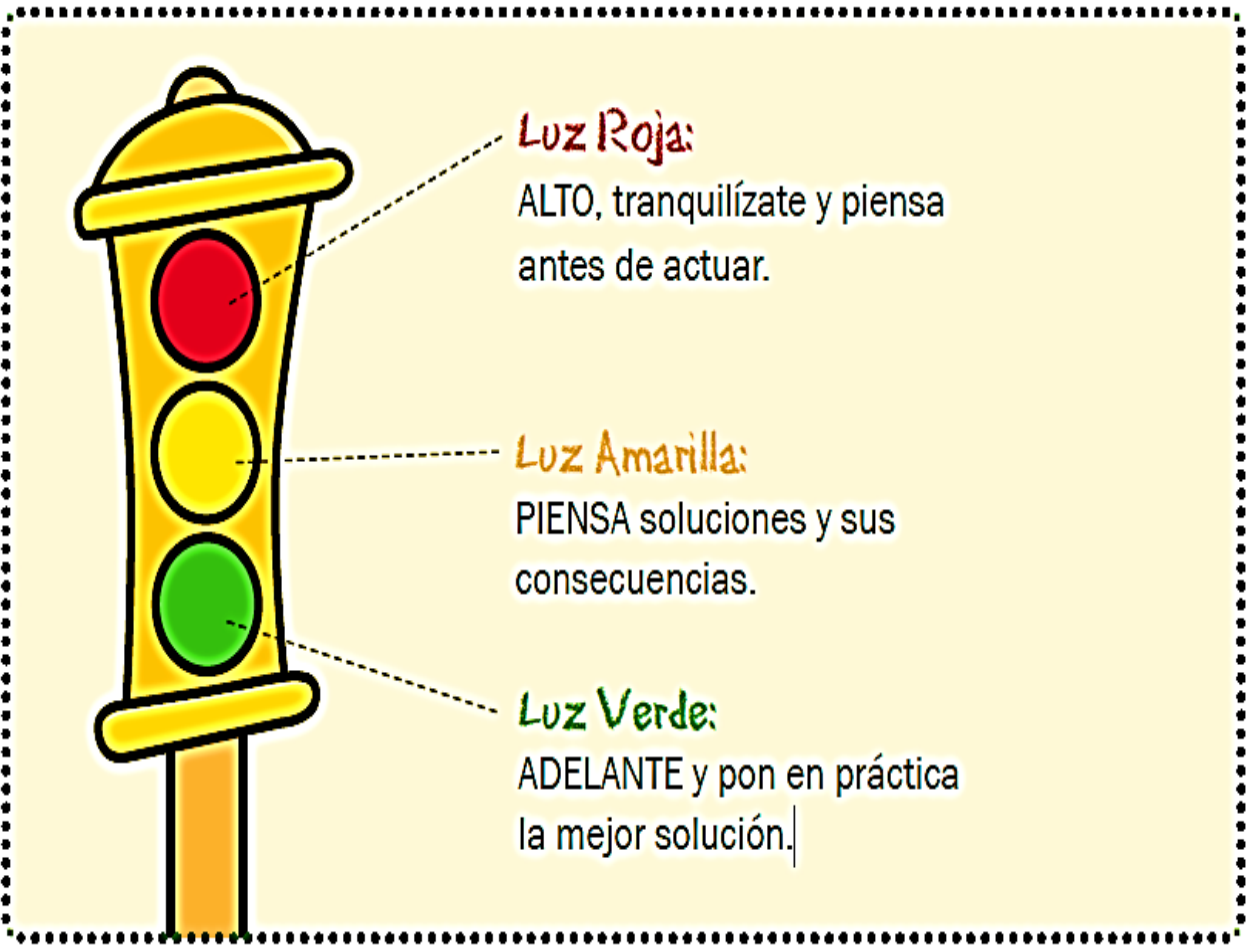 Luz Roja:
ALTO, tranquilízate y piensa
antes de actuar.
Luz Amarilla:
PIENSA soluciones y sus
consecuencias.
Luz Verde:
ADELANTE y pon en práctica
la mejor solución.